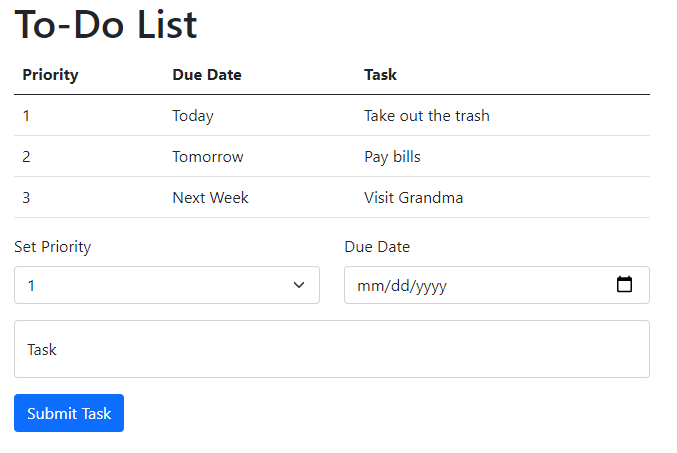 To-Do List
Priority Due Date Task
1 Today Take out the trash
2 Tomorrow Pay bills
3 Next Week Visit Grandma
Set Priority Due Date
1 mm/dd/yyyy
Task
Submit Task